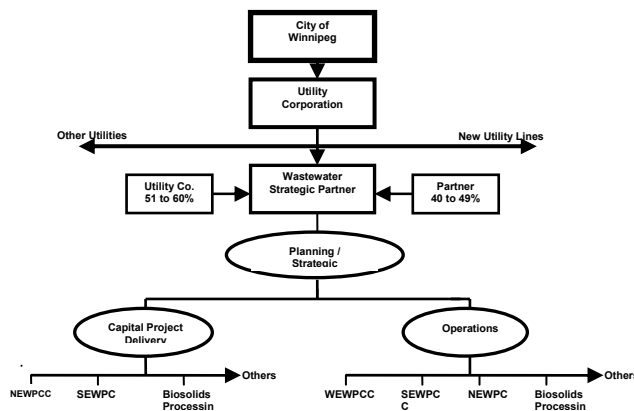 City of
Winnipeg
Utility
Corporation
Other Utilities
New Utility Lines
Wastewater
Strategic Partner
Utility Co.
51 to 60%
Partner
40 to 49%
Planning /
Strategic
Capital Project
Delivery
Operations
Others
Others
NEWPCC
SEWPC
Biosolids
Processin
WEWPCC
SEWPC
C
NEWPC
Biosolids
Processin